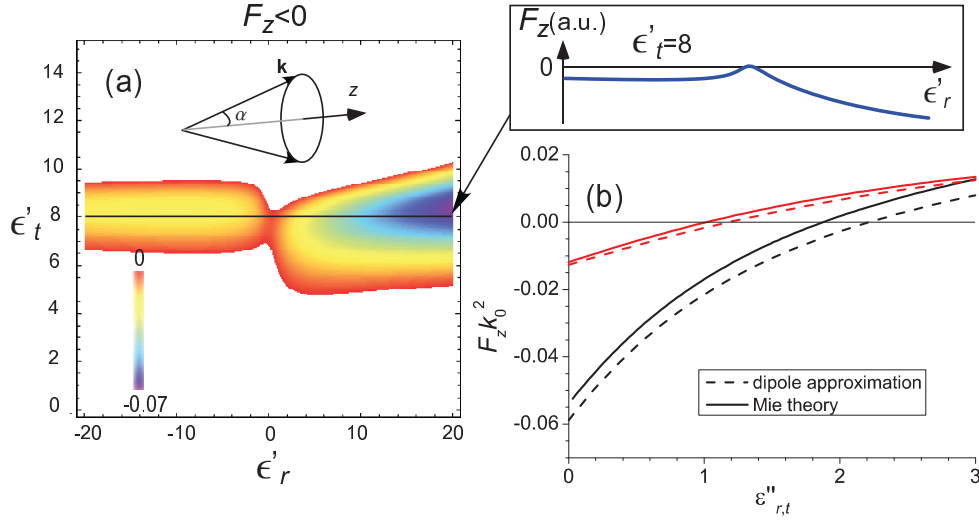 F_z<0
(a)
k
α
z
14
12
10
8
6
4
2
0
ϵ'_t
0
-0.07
-20
-10
0
10
20
ϵ'_r
F_z(a.u.)
ϵ'_t=8
0
ϵ'_r
(b)
0.02
0.00
-0.02
-0.04
-0.06
F_z k_0^2
dipole approximation
Mie theory
0
1
2
3
ε''_{r,t}